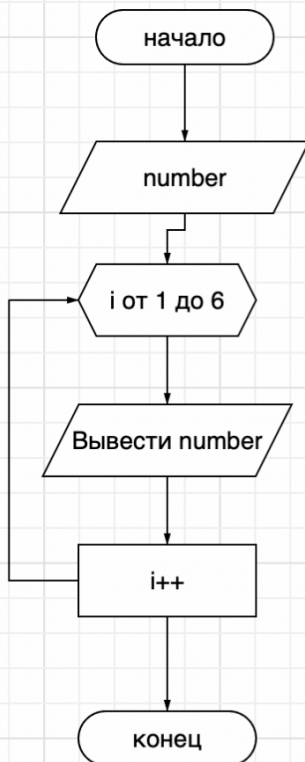 начало
number
i от 1 до 6
Вывести number
i++
конец